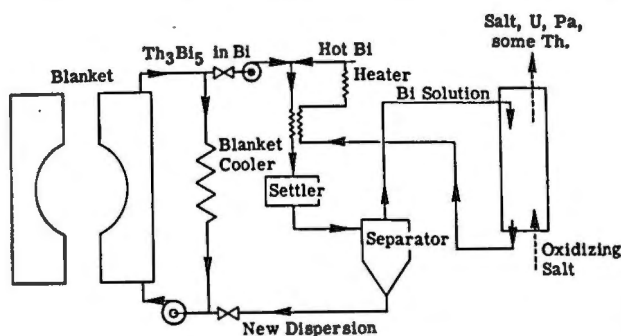 Salt, U, Pa,
some Th.
Th₃Bi₅ in Bi
Hot Bi
Blanket
Heater
Bi Solution
Blanket
Cooler
Settler
Separator
Oxidizing
Salt
New Dispersion